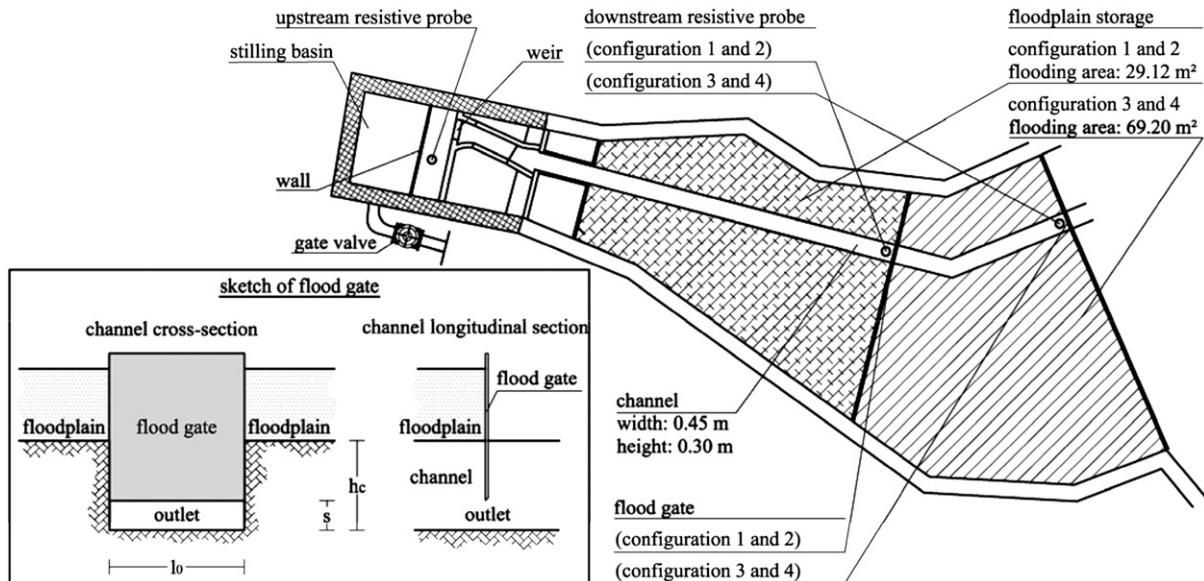 upstream resistive probe
stilling basin
weir
wall
gate valve
downstream resistive probe
(configuration 1 and 2)
(configuration 3 and 4)
floodplain storage
configuration 1 and 2
flooding area: 29.12 m²
configuration 3 and 4
flooding area: 69.20 m²
channel
width: 0.45 m
height: 0.30 m
flood gate
(configuration 1 and 2)
(configuration 3 and 4)
sketch of flood gate
channel cross-section
floodplain
flood gate
floodplain
outlet
hc
s
l0
channel longitudinal section
flood gate
floodplain
channel
outlet